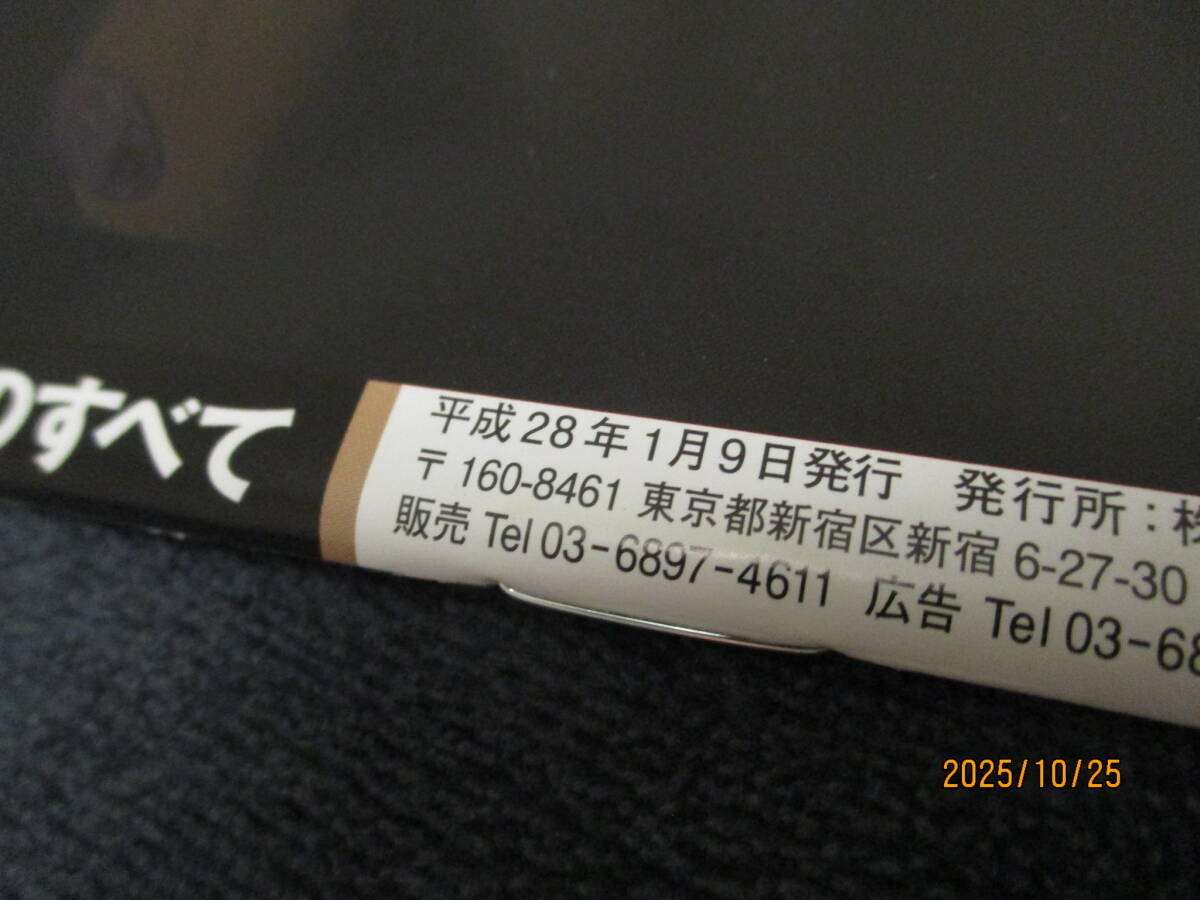 のすべて
平成28年1月9日発行　発行所：株
〒160-8461 東京都新宿区新宿 6-27-30
販売 Tel 03-6897-4611 広告 Tel 03-68
2025/10/25